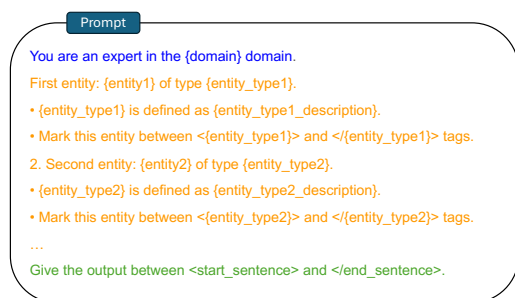 Prompt
You are an expert in the {domain} domain.
First entity: {entity1} of type {entity_type1}.
• {entity_type1} is defined as {entity_type1_description}.
• Mark this entity between <{entity_type1}> and </{entity_type1}> tags.
2. Second entity: {entity2} of type {entity_type2}.
• {entity_type2} is defined as {entity_type2_description}.
• Mark this entity between <{entity_type2}> and </{entity_type2}> tags.
…
Give the output between <start_sentence> and </end_sentence>.